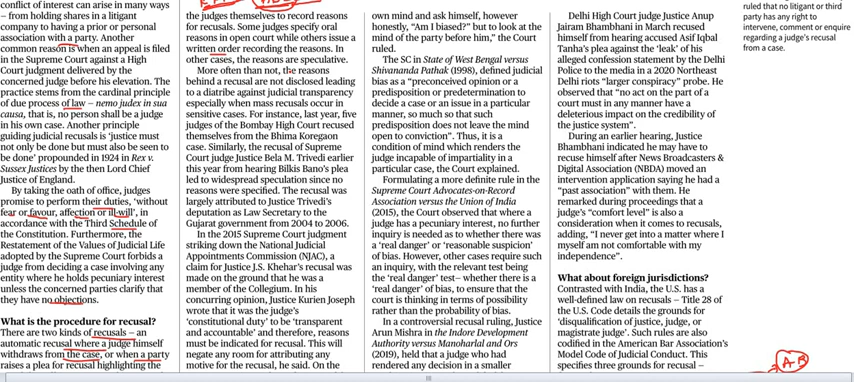 conflict of interest can arise in many ways
– from holding shares in a litigant
company to having a prior or personal
association with a party. Another
common reason is when an appeal is filed
in the Supreme Court against a High
Court judgment delivered by the
concerned judge before his elevation. The
practice stems from the cardinal principle
of due process of law – nemo judex in sua
causa, that is, no person shall be a judge
in his own case. Another principle
guiding judicial recusals is 'justice must
not only be done but must also be seen to
be done' propounded in 1924 in Rex v.
Sussex Justices by the then Lord Chief
Justice of England.
By taking the oath of office, judges
promise to perform their duties, 'without
fear or favour, affection or ill-will', in
accordance with the Third Schedule of
the Constitution. Furthermore, the
Restatement of the Values of Judicial Life
adopted by the Supreme Court forbids a
judge from deciding a case involving any
entity where he holds pecuniary interest
unless the concerned parties clarify that
they have no objections.
What is the procedure for recusal?
There are two kinds of recusals – an
automatic recusal where a judge himself
withdraws from the case, or when a party
raises a plea for recusal highlighting the
the judges themselves to record reasons
for recusals. Some judges specify oral
reasons in open court while others issue a
written order recording the reasons. In
other cases, the reasons are speculative.
More often than not, the reasons
behind a recusal are not disclosed leading
to a diatribe against judicial transparency
especially when mass recusals occur in
sensitive cases. For instance, last year, five
judges of the Bombay High Court recused
themselves from the Bhima Koregaon
case. Similarly, the recusal of Supreme
Court judge Justice Bela M. Trivedi earlier
this year from hearing Bilkis Bano's plea
led to widespread speculation since no
reasons were specified. The recusal was
largely attributed to Justice Trivedi's
deputation as Law Secretary to the
Gujarat government from 2004 to 2006.
In the 2015 Supreme Court judgment
striking down the National Judicial
Appointments Commission (NJAC), a
claim for Justice J.S. Khehar's recusal was
made on the ground that he was a
member of the Collegium. In his
concurring opinion, Justice Kurien Joseph
wrote that it was the judge's
'constitutional duty' to be 'transparent
and accountable' and therefore, reasons
must be indicated for recusal. This will
negate any room for attributing any
motive for the recusal, he said. On the
own mind and ask himself, however
honestly, "Am I biased?" but to look at the
mind of the party before him," the Court
ruled.
The SC in State of West Bengal versus
Shivananda Pathak (1998), defined judicial
bias as a "preconceived opinion or a
predisposition or predetermination to
decide a case or an issue in a particular
manner, so much so that such
predisposition does not leave the mind
open to conviction". Thus, it is a
condition of mind which renders the
judge incapable of impartiality in a
particular case, the Court explained.
Formulating a more definite rule in the
Supreme Court Advocates-on-Record
Association versus the Union of India
(2015), the Court observed that where a
judge has a pecuniary interest, no further
inquiry is needed as to whether there was
a 'real danger' or 'reasonable suspicion'
of bias. However, other cases require such
an inquiry, with the relevant test being
the 'real danger' test– whether there is a
'real danger' of bias, to ensure that the
court is thinking in terms of possibility
rather than the probability of bias.
In a controversial recusal ruling, Justice
Arun Mishra in the Indore Development
Authority versus Manoharlal and Ors
(2019), held that a judge who had
rendered any decision in a smaller
Delhi High Court judge Justice Anup
Jairam Bhambhani in March recused
himself from hearing accused Asif Iqbal
Tanha's plea against the 'leak' of his
alleged confession statement by the Delhi
Police to the media in a 2020 Northeast
Delhi riots "larger conspiracy" probe. He
observed that "no act on the part of a
court must in any manner have a
deleterious impact on the credibility of
the justice system".
During an earlier hearing, Justice
Bhambhani indicated he may have to
recuse himself after News Broadcasters &
Digital Association (NBDA) moved an
intervention application saying he had a
"past association" with them. He
remarked during proceedings that a
judge's "comfort level" is also a
consideration when it comes to recusals,
adding, "I never get into a matter where I
myself am not comfortable with my
independence".
What about foreign jurisdictions?
Contrasted with India, the U.S. has a
well-defined law on recusals – Title 28 of
the U.S. Code details the grounds for
'disqualification of justice, judge, or
magistrate judge'. Such rules are also
codified in the American Bar Association's
Model Code of Judicial Conduct. This
specifies three grounds for recusal –
ruled that no litigant or third
party has any right to
intervene, comment or enquire
regarding a judge's recusal
from a case.